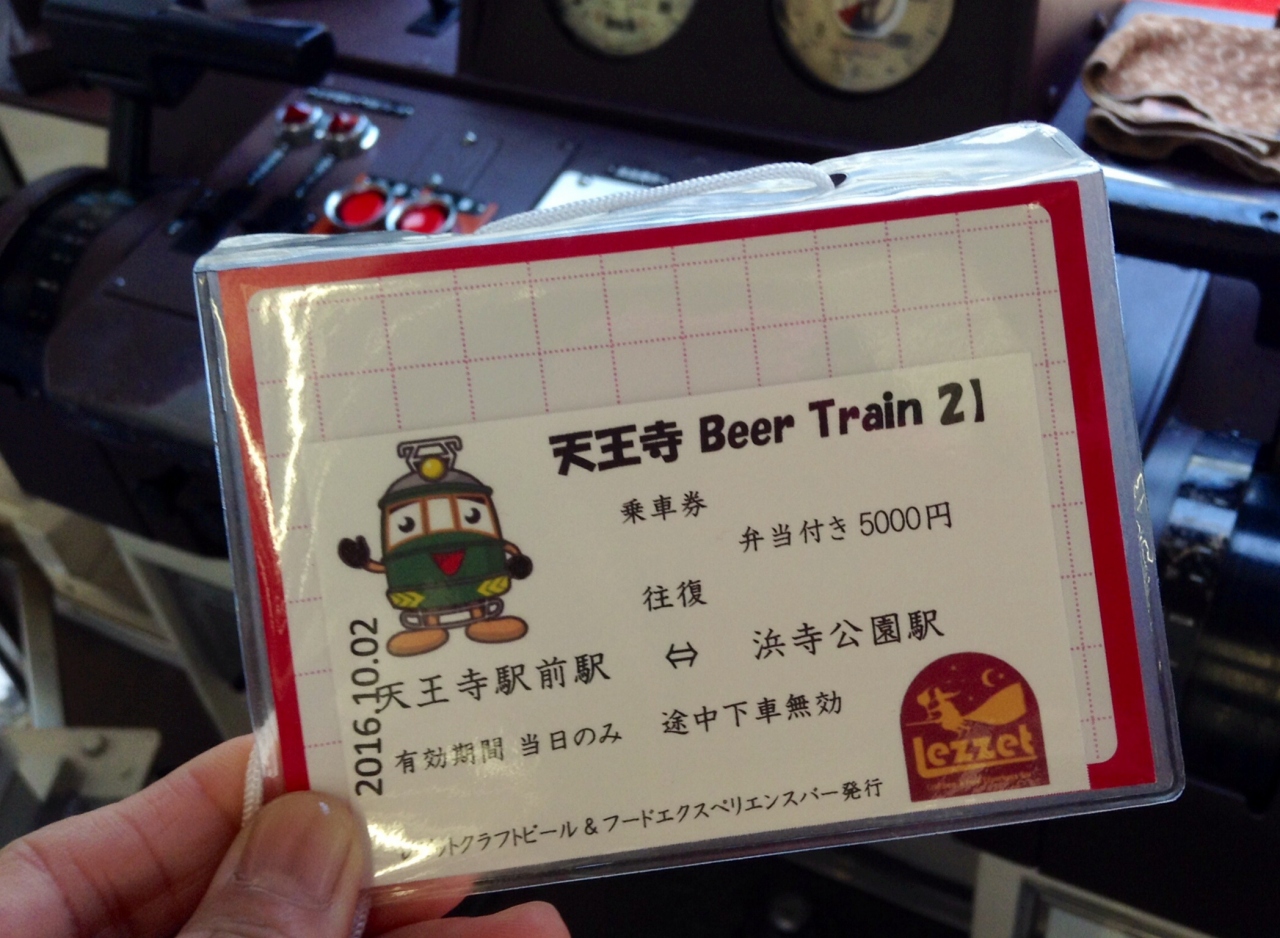 天王寺 Beer Train 2】
乗車券
弁当付き 5000円
往復
天王寺駅前駅 ⇔ 浜寺公園駅
有効期間 当日のみ 途中下車無効
トクラフトビール & フードエクスペリエンスバー発行
2016.10.02
Lezzet